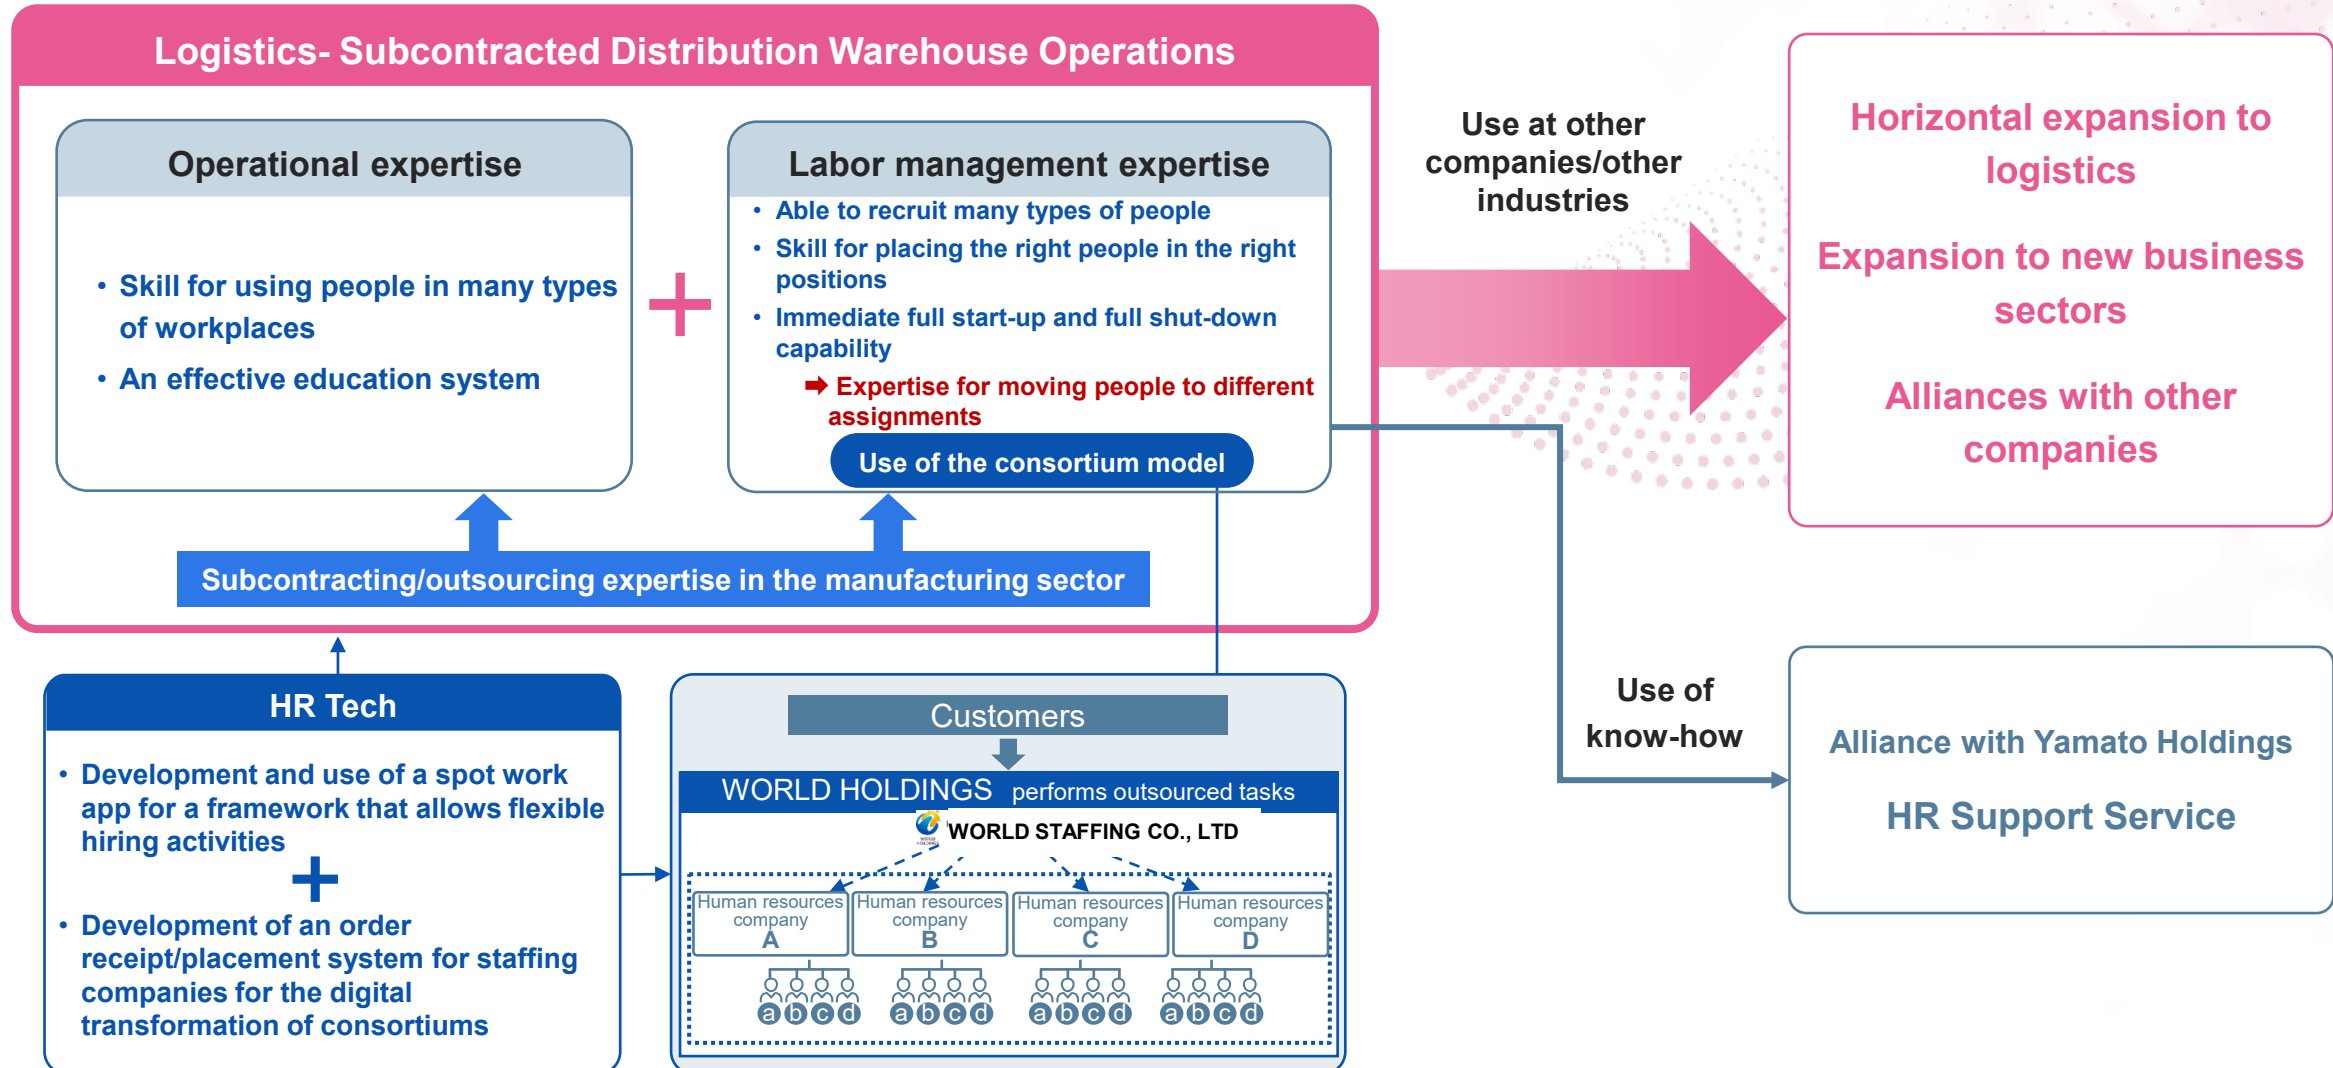 Logistics- Subcontracted Distribution Warehouse Operations
Operational expertise
• Skill for using people in many types
of workplaces
• An effective education system
Labor management expertise
• Able to recruit many types of people
• Skill for placing the right people in the right
positions
• Immediate full start-up and full shut-down
capability
➡ Expertise for moving people to different
assignments
Use of the consortium model
Subcontracting/outsourcing expertise in the manufacturing sector
Use at other
companies/other
industries
Horizontal expansion to
logistics
Expansion to new business
sectors
Alliances with other
companies
HR Tech
• Development and use of a spot work
app for a framework that allows flexible
hiring activities
• Development of an order
receipt/placement system for staffing
companies for the digital
transformation of consortiums
Customers
WORLD HOLDINGS performs outsourced tasks
WORLD
HOLDINGS
WORLD STAFFING CO., LTD
Human resources
company
A
Human resources
company
B
Human resources
company
C
Human resources
company
D
a b c d
a b c d
a b c d
a b c d
Use of
know-how
Alliance with Yamato Holdings
HR Support Service